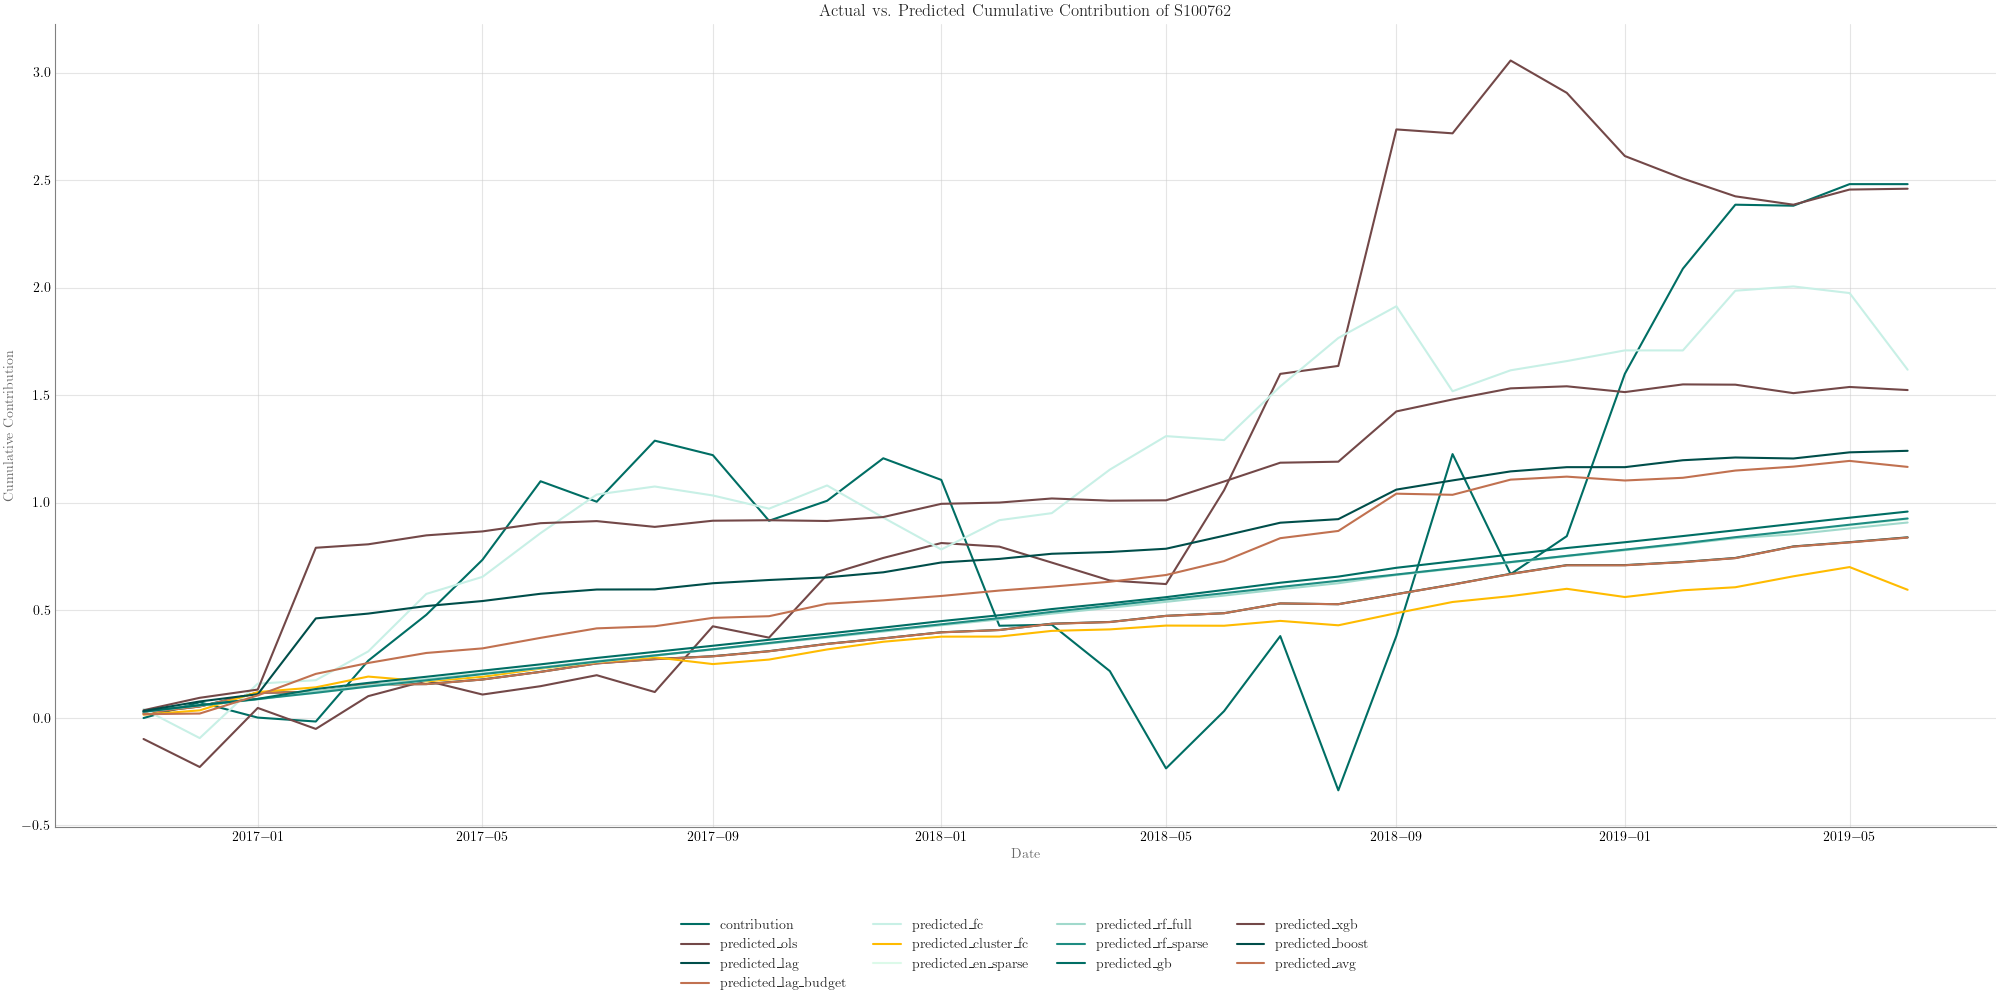 Actual vs. Predicted Cumulative Contribution of S100762
3.0
2.5
2.0
1.5
1.0
0.5
0.0
−0.5
Cumulative Contribution
2017−01 2017−05 2017−09 2018−01 2018−05 2018−09 2019−01 2019−05
Date
contribution predicted_fc predicted_rf_full predicted_xgb
predicted_ols predicted_cluster_fc predicted_rf_sparse predicted_boost
predicted_lag predicted_en_sparse predicted_gb predicted_avg
predicted_lag_budget